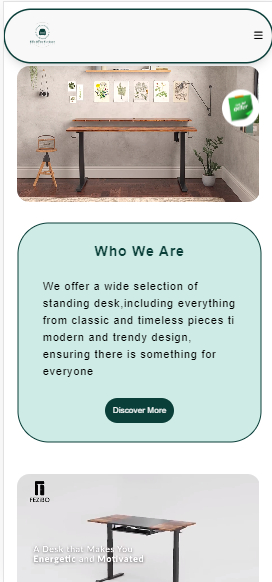 Who We Are
We offer a wide selection of
standing desk,including everything
from classic and timeless pieces ti
modern and trendy design,
ensuring there is something for
everyone
Discover More
FEZIBO
A Desk that Makes You
Energetic and Motivated